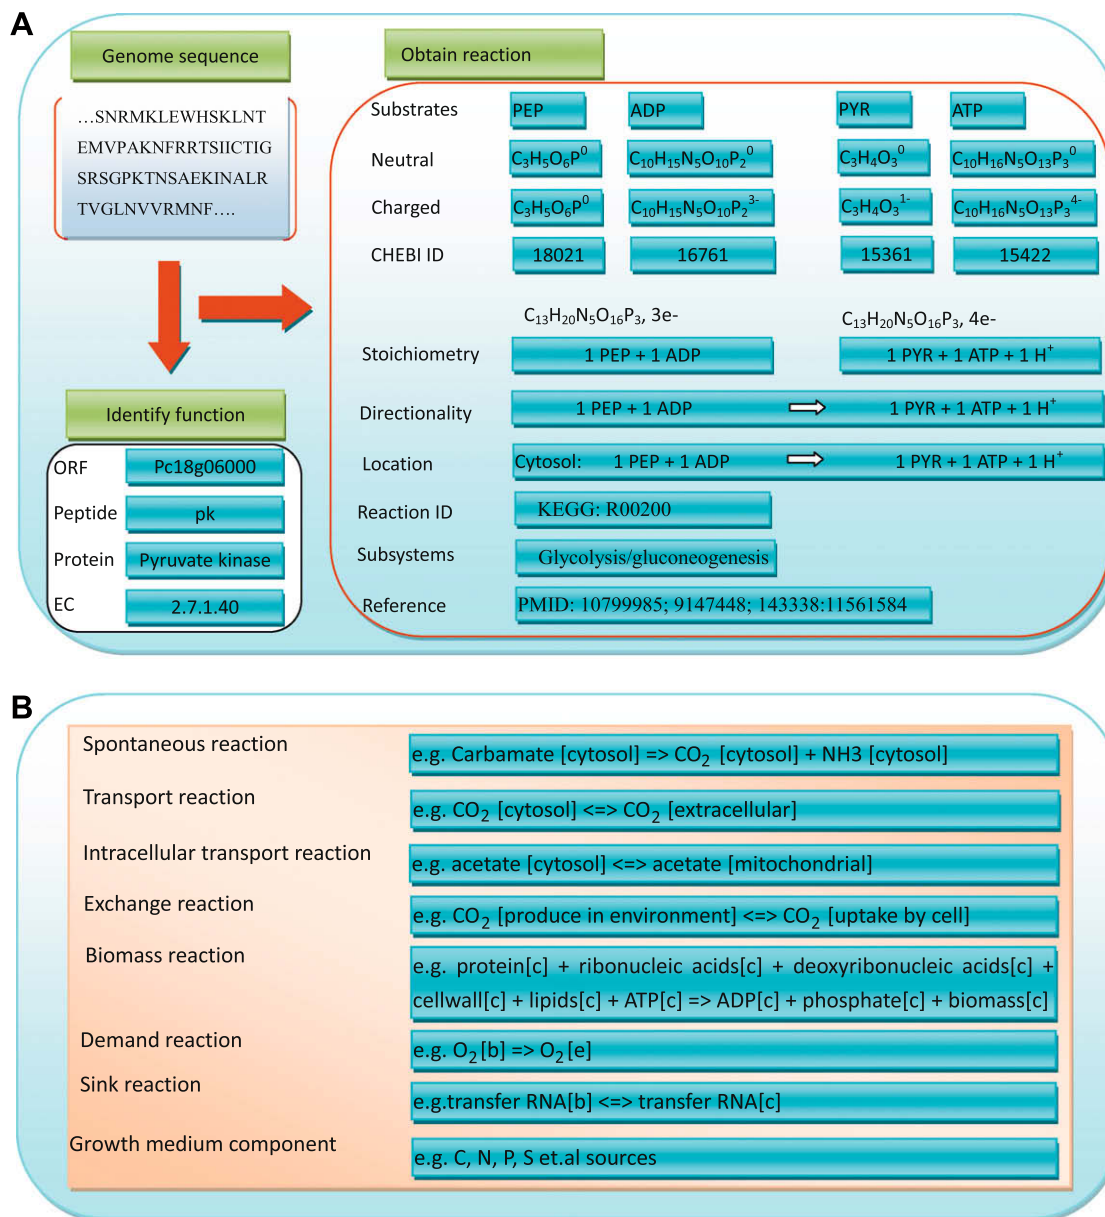 A
Genome sequence
…SNRMKLEWHSKLNT
EMVPAKNFRRTSIICTIG
SRSGPKTNSAEKINALR
TVGLNVVRMNF….
Identify function
ORF Pc18g06000
Peptide pk
Protein Pyruvate kinase
EC 2.7.1.40
Obtain reaction
Substrates PEP ADP PYR ATP
Neutral C₃H₅O₆P⁰ C₁₀H₁₅N₅O₁₀P₂⁰ C₃H₄O₃⁰ C₁₀H₁₆N₅O₁₃P₃⁰
Charged C₃H₅O₆P⁰ C₁₀H₁₅N₅O₁₀P₂³⁻ C₃H₄O₃¹⁻ C₁₀H₁₆N₅O₁₃P₃⁴⁻
CHEBI ID 18021 16761 15361 15422
C₁₃H₂₀N₅O₁₆P₃, 3e- C₁₃H₂₀N₅O₁₆P₃, 4e-
Stoichiometry 1 PEP + 1 ADP 1 PYR + 1 ATP + 1 H⁺
Directionality 1 PEP + 1 ADP ⇨ 1 PYR + 1 ATP + 1 H⁺
Location Cytosol: 1 PEP + 1 ADP ⇨ 1 PYR + 1 ATP + 1 H⁺
Reaction ID KEGG: R00200
Subsystems Glycolysis/gluconeogenesis
Reference PMID: 10799985; 9147448; 143338:11561584
B
Spontaneous reaction e.g. Carbamate [cytosol] => CO₂ [cytosol] + NH3 [cytosol]
Transport reaction e.g. CO₂ [cytosol] <=> CO₂ [extracellular]
Intracellular transport reaction e.g. acetate [cytosol] <=> acetate [mitochondrial]
Exchange reaction e.g. CO₂ [produce in environment] <=> CO₂ [uptake by cell]
Biomass reaction e.g. protein[c] + ribonucleic acids[c] + deoxyribonucleic acids[c] +
cellwall[c] + lipids[c] + ATP[c] => ADP[c] + phosphate[c] + biomass[c]
Demand reaction e.g. O₂[b] => O₂[e]
Sink reaction e.g.transfer RNA[b] <=> transfer RNA[c]
Growth medium component e.g. C, N, P, S et.al sources